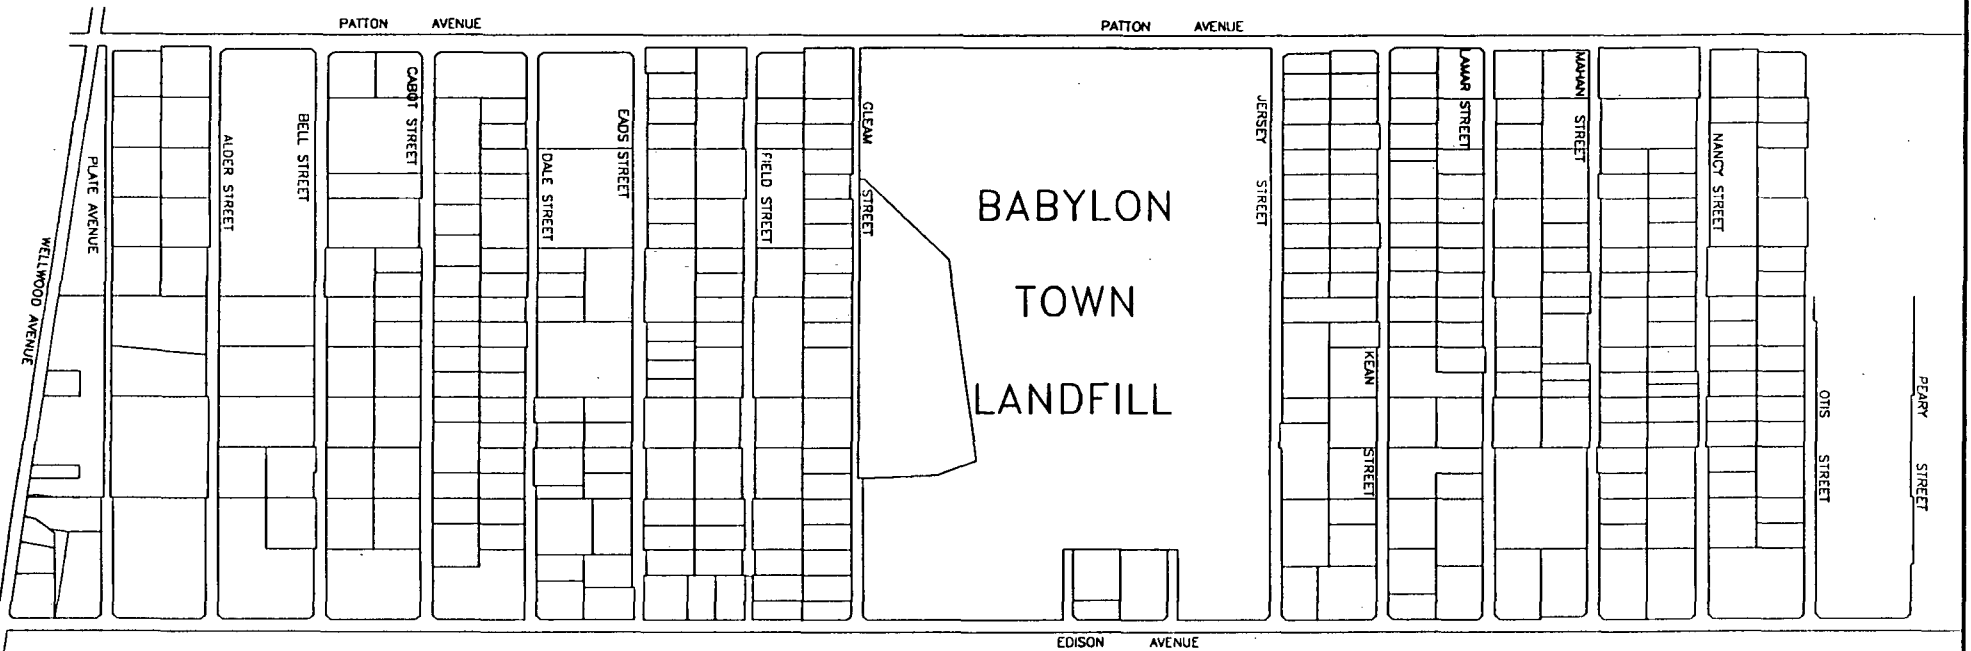 PATTON AVENUE
PATTON AVENUE
WELLWOOD AVENUE
PLATE AVENUE
ALDER STREET
BELL STREET
CABOT STREET
DALE STREET
EADS STREET
FIELD STREET
GLEAM STREET
BABYLON
TOWN
LANDFILL
JERSEY STREET
KEAN STREET
LAMAR STREET
MAHAN STREET
NANCY STREET
OTIS STREET
PEARY STREET
EDISON AVENUE